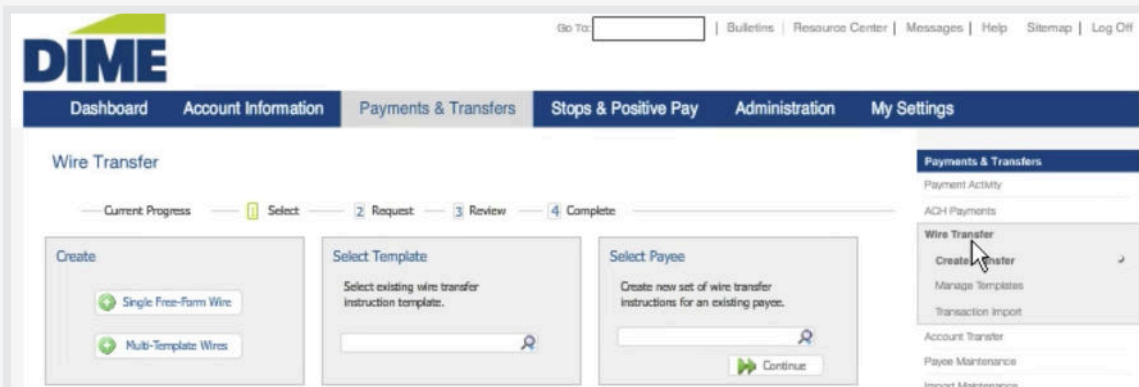 Go To: | Bulletins | Resource Center | Messages | Help Sitemap | Log Off
DIME
Dashboard Account Information Payments & Transfers Stops & Positive Pay Administration My Settings
Wire Transfer
Current Progress 1 Select 2 Request 3 Review 4 Complete
Create
Single Free-Form Wire
Multi-Template Wires
Select Template
Select existing wire transfer
instruction template.
Select Payee
Create new set of wire transfer
instructions for an existing payee.
Continue
Payments & Transfers
Payment Activity
ACH Payments
Wire Transfer
Create Transfer
Manage Templates
Transaction Import
Account Transfer
Payee Maintenance
Import Maintenance